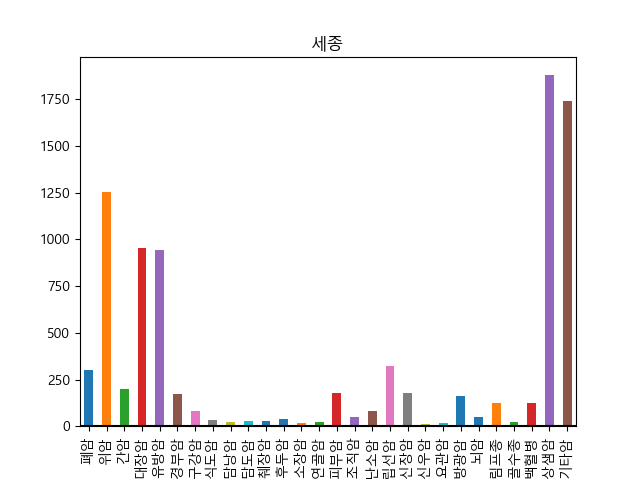 세종
1750
1500
1250
1000
750
500
250
0
폐암
위암
간암
대장암
유방암
경부암
구강암
식도암
담낭암
담도암
췌장암
후두암
소장암
연골암
피부암
조직암
난소암
립선암
신장암
신우암
요관암
방광암
뇌암
림프종
골수종
백혈병
상샘암
기타암